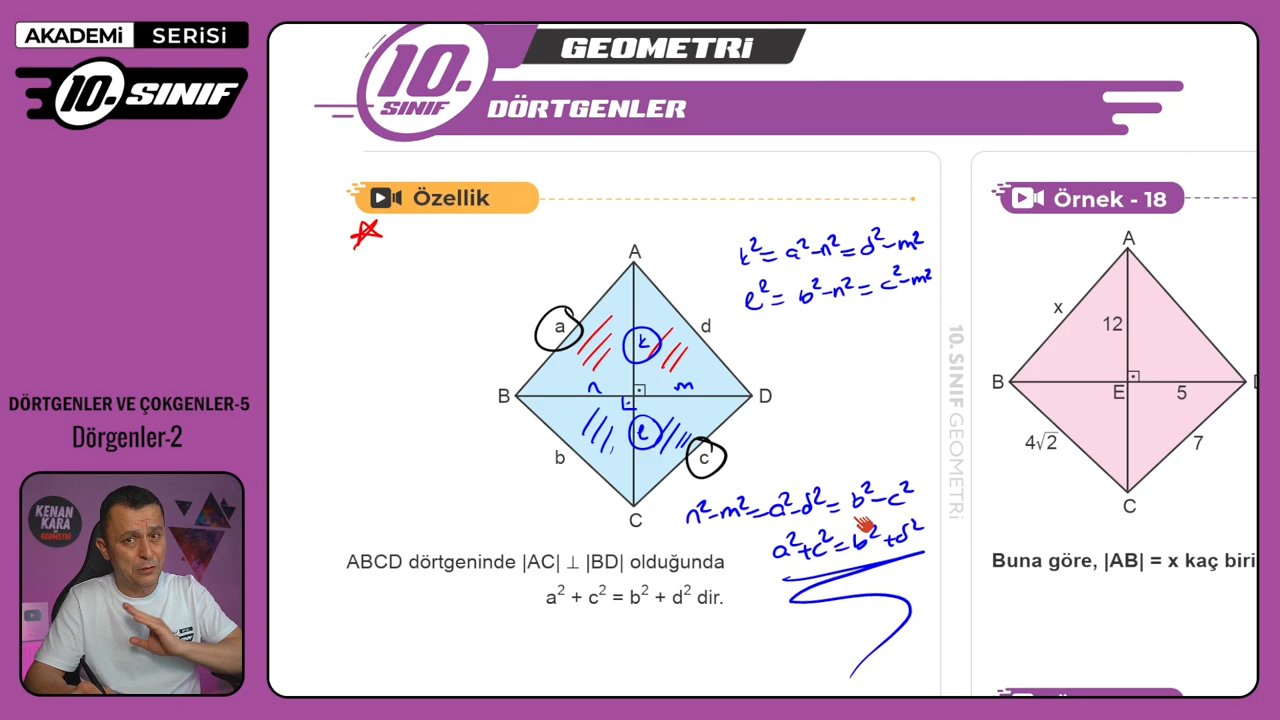 AKADEMİ SERİSİ
10. SINIF
DÖRTGENLER VE ÇOKGENLER-5
Dörgenler-2
KENAN
KARA
ile
GEOMETRİ
10.
SINIF
GEOMETRİ
DÖRTGENLER
Özellik
A
a
d
k
n
m
B
D
l
b
c
C
k² = a²-n² = d²-m²
l² = b²-n² = c²-m²
n²-m² = a²-d² = b²-c²
a²+c² = b²+d²
ABCD dörtgeninde |AC| ⊥ |BD| olduğunda
a² + c² = b² + d² dir.
10. SINIF GEOMETRİ
Örnek - 18
A
x
12
B
E
5
4√2
7
C
Buna göre, |AB| = x kaç biri